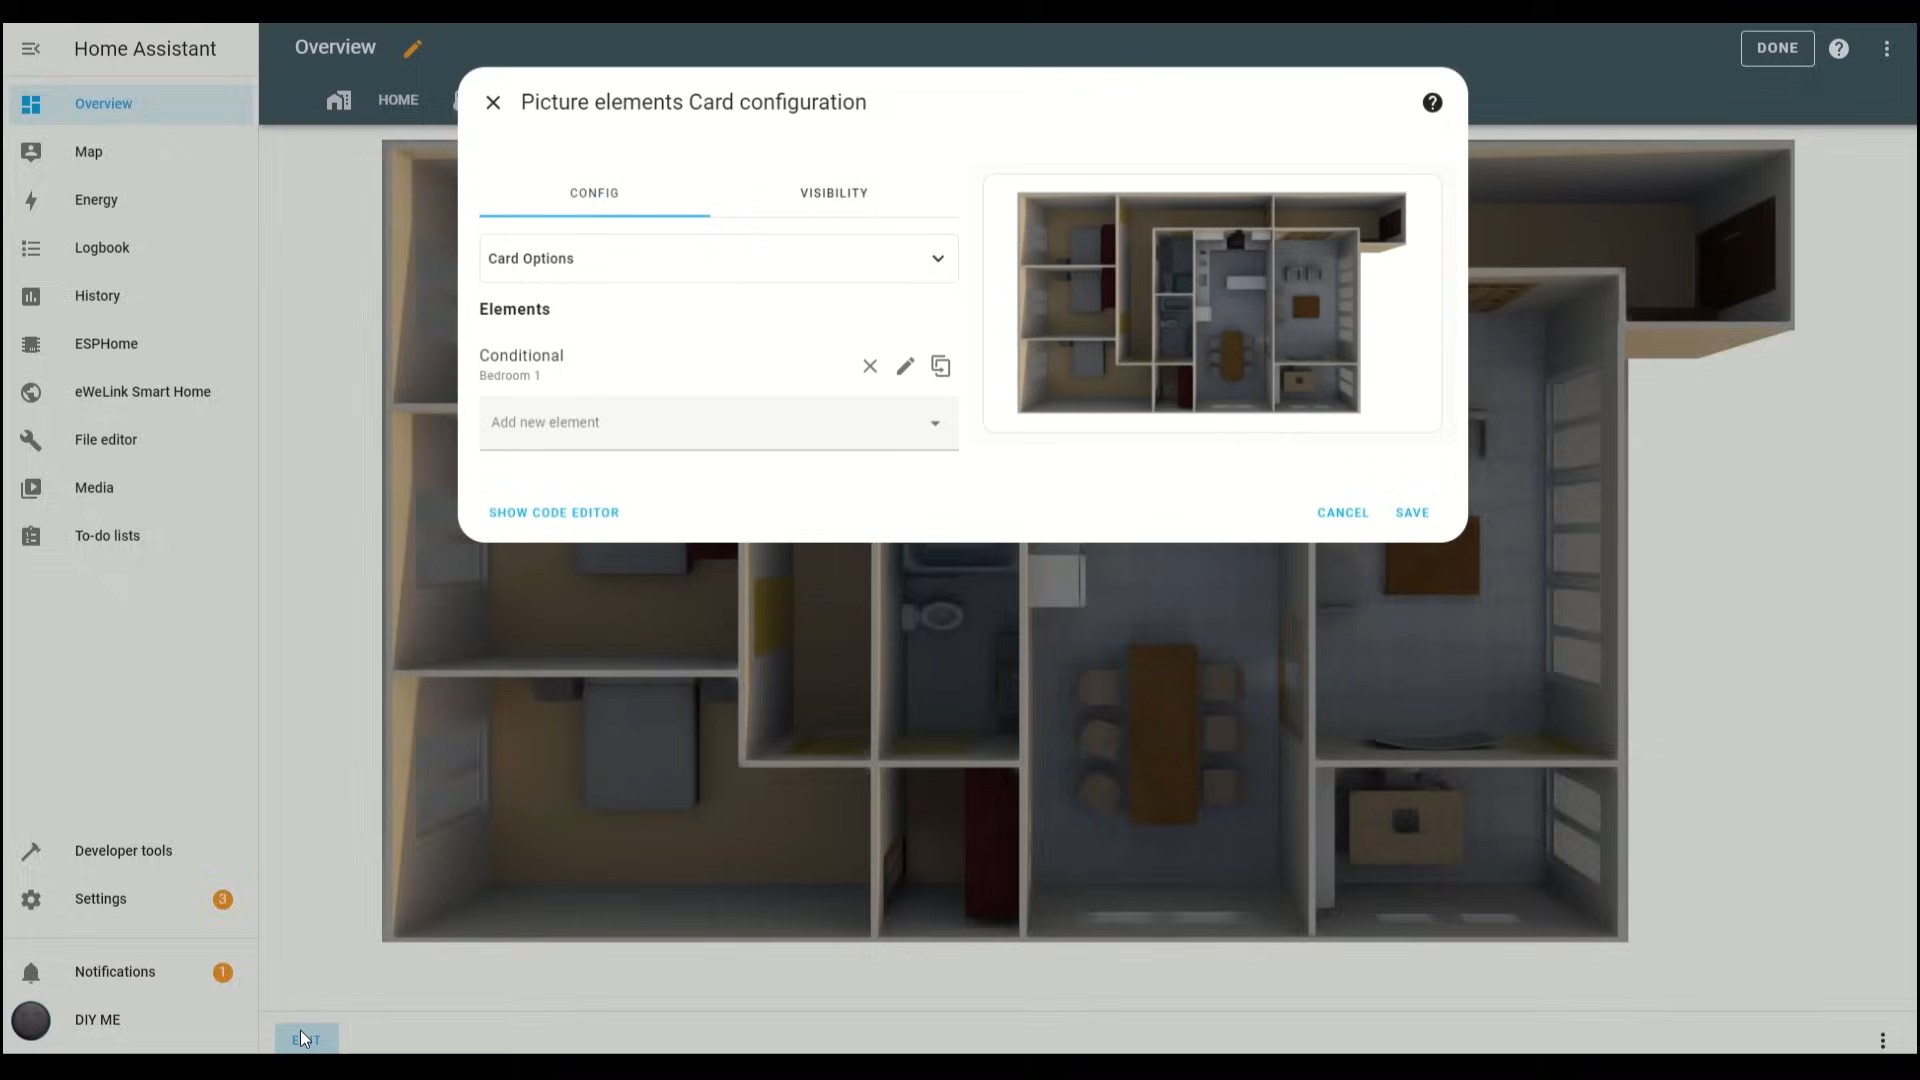 Home Assistant
Overview
Map
Energy
Logbook
History
ESPHome
eWeLink Smart Home
File editor
Media
To-do lists
Developer tools
Settings
3
Notifications
1
DIY ME
Overview
DONE
HOME
Picture elements Card configuration
CONFIG
VISIBILITY
Card Options
Elements
Conditional
Bedroom 1
Add new element
SHOW CODE EDITOR
CANCEL
SAVE